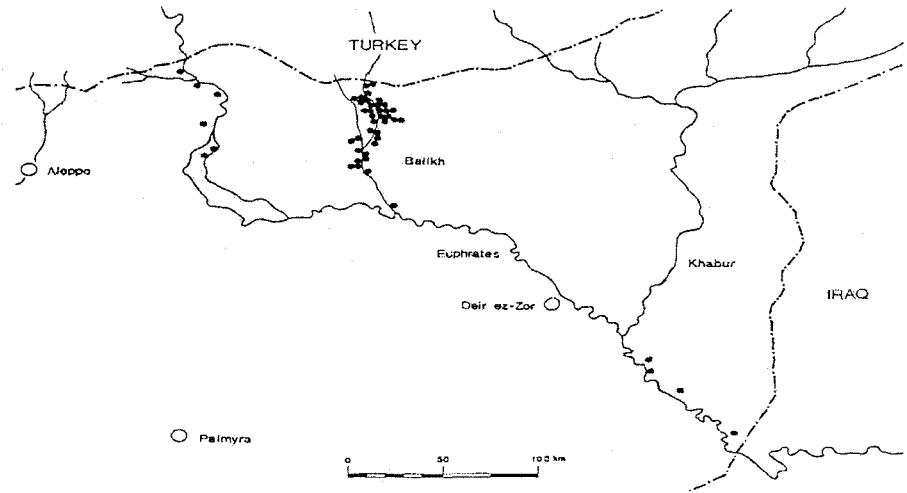 TURKEY
Aleppo
Balikh
Euphrates
Khabur
Deir ez-Zor
IRAQ
Palmyra
0 50 100 km